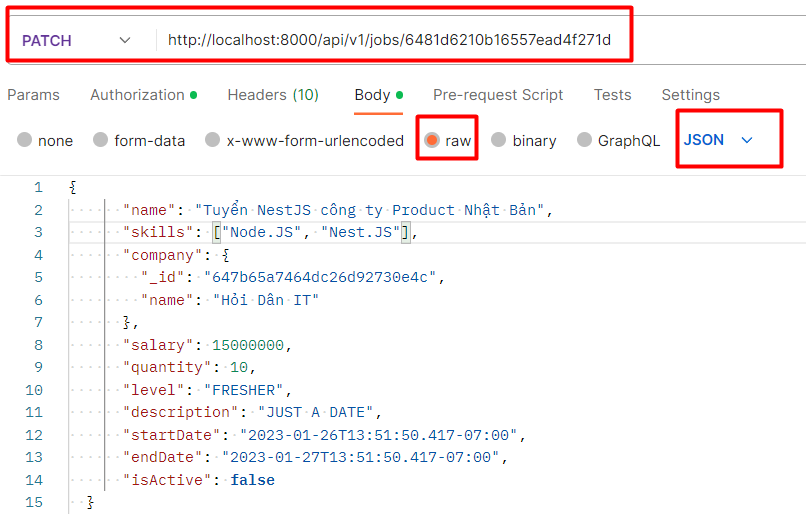 PATCH http://localhost:8000/api/v1/jobs/6481d6210b16557ead4f271d
Params Authorization Headers (10) Body Pre-request Script Tests Settings
none form-data x-www-form-urlencoded raw binary GraphQL JSON
1 {
2 "name": "Tuyển NestJS công ty Product Nhật Bản",
3 "skills": ["Node.JS", "Nest.JS"],
4 "company": {
5 "_id": "647b65a7464dc26d92730e4c",
6 "name": "Hỏi Dân IT"
7 },
8 "salary": 15000000,
9 "quantity": 10,
10 "level": "FRESHER",
11 "description": "JUST A DATE",
12 "startDate": "2023-01-26T13:51:50.417-07:00",
13 "endDate": "2023-01-27T13:51:50.417-07:00",
14 "isActive": false
15 }